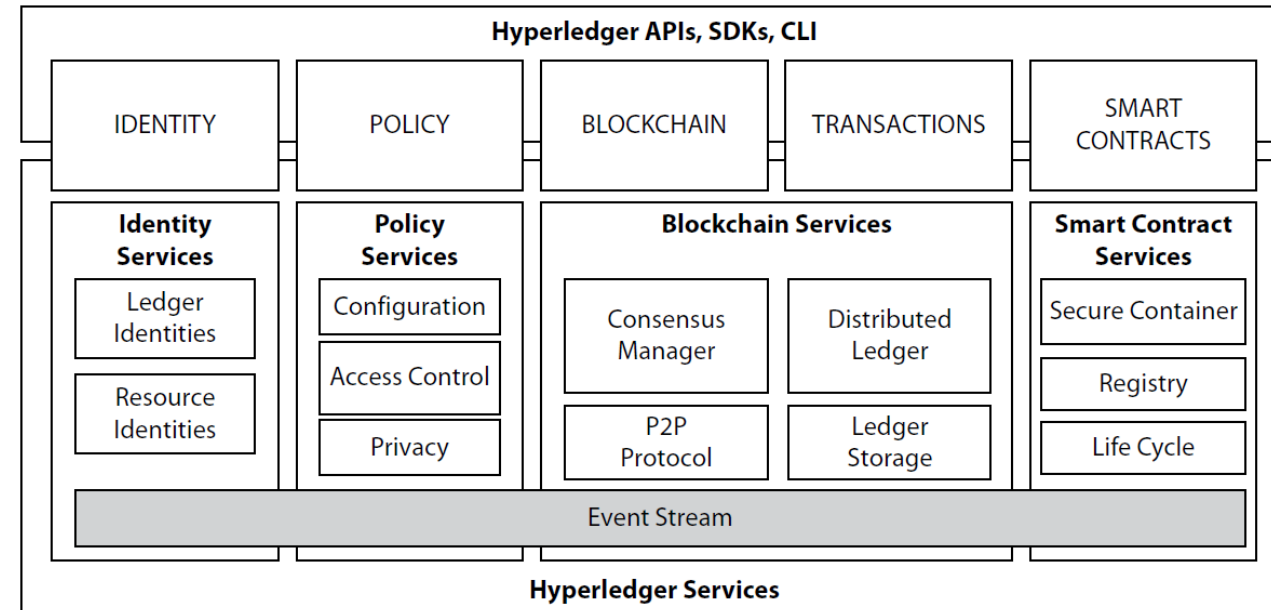 Hyperledger APIs, SDKs, CLI
IDENTITY
POLICY
BLOCKCHAIN
TRANSACTIONS
SMART
CONTRACTS
Identity
Services
Ledger
Identities
Resource
Identities
Policy
Services
Configuration
Access Control
Privacy
Blockchain Services
Consensus
Manager
Distributed
Ledger
P2P
Protocol
Ledger
Storage
Smart Contract
Services
Secure Container
Registry
Life Cycle
Event Stream
Hyperledger Services